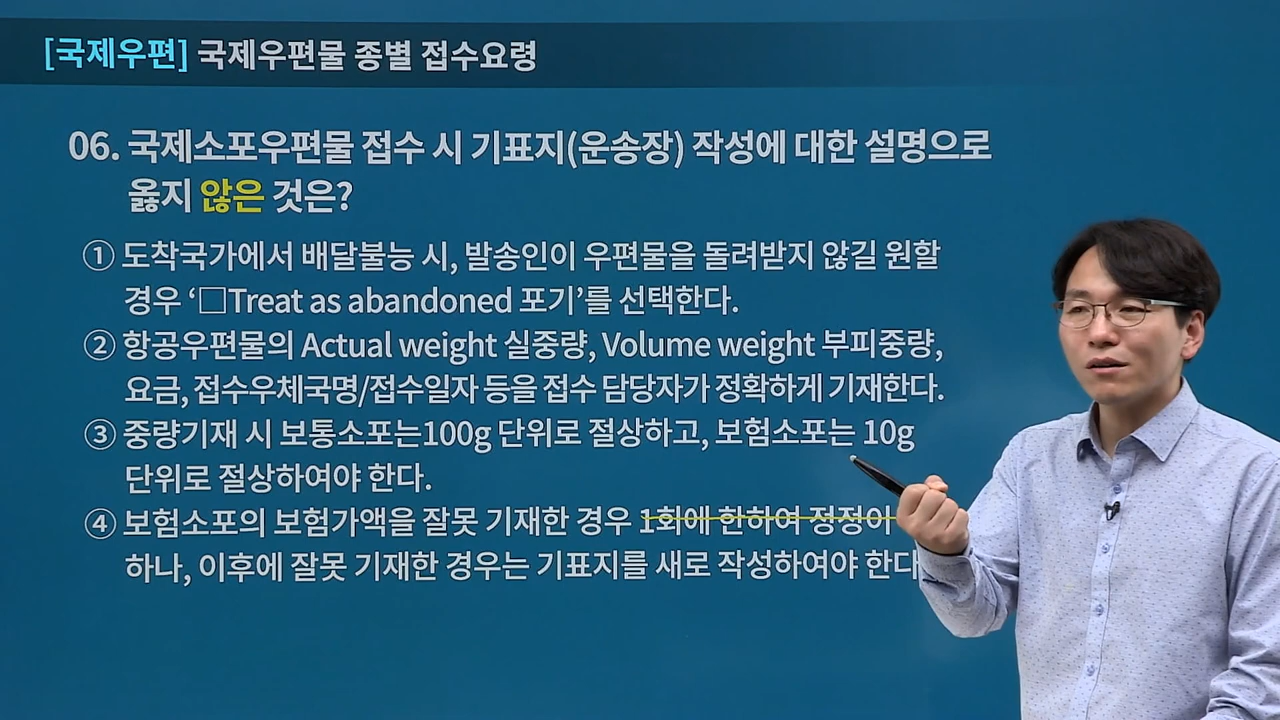 [국제우편] 국제우편물 종별 접수요령
06. 국제소포우편물 접수 시 기표지(운송장) 작성에 대한 설명으로
옳지 않은 것은?
① 도착국가에서 배달불능 시, 발송인이 우편물을 돌려받지 않길 원할
경우 ‘□Treat as abandoned 포기’를 선택한다.
② 항공우편물의 Actual weight 실중량, Volume weight 부피중량,
요금, 접수우체국명/접수일자 등을 접수 담당자가 정확하게 기재한다.
③ 중량기재 시 보통소포는100g 단위로 절상하고, 보험소포는 10g
단위로 절상하여야 한다.
④ 보험소포의 보험가액을 잘못 기재한 경우 1회에 한하여 정정이
하나, 이후에 잘못 기재한 경우는 기표지를 새로 작성하여야 한다